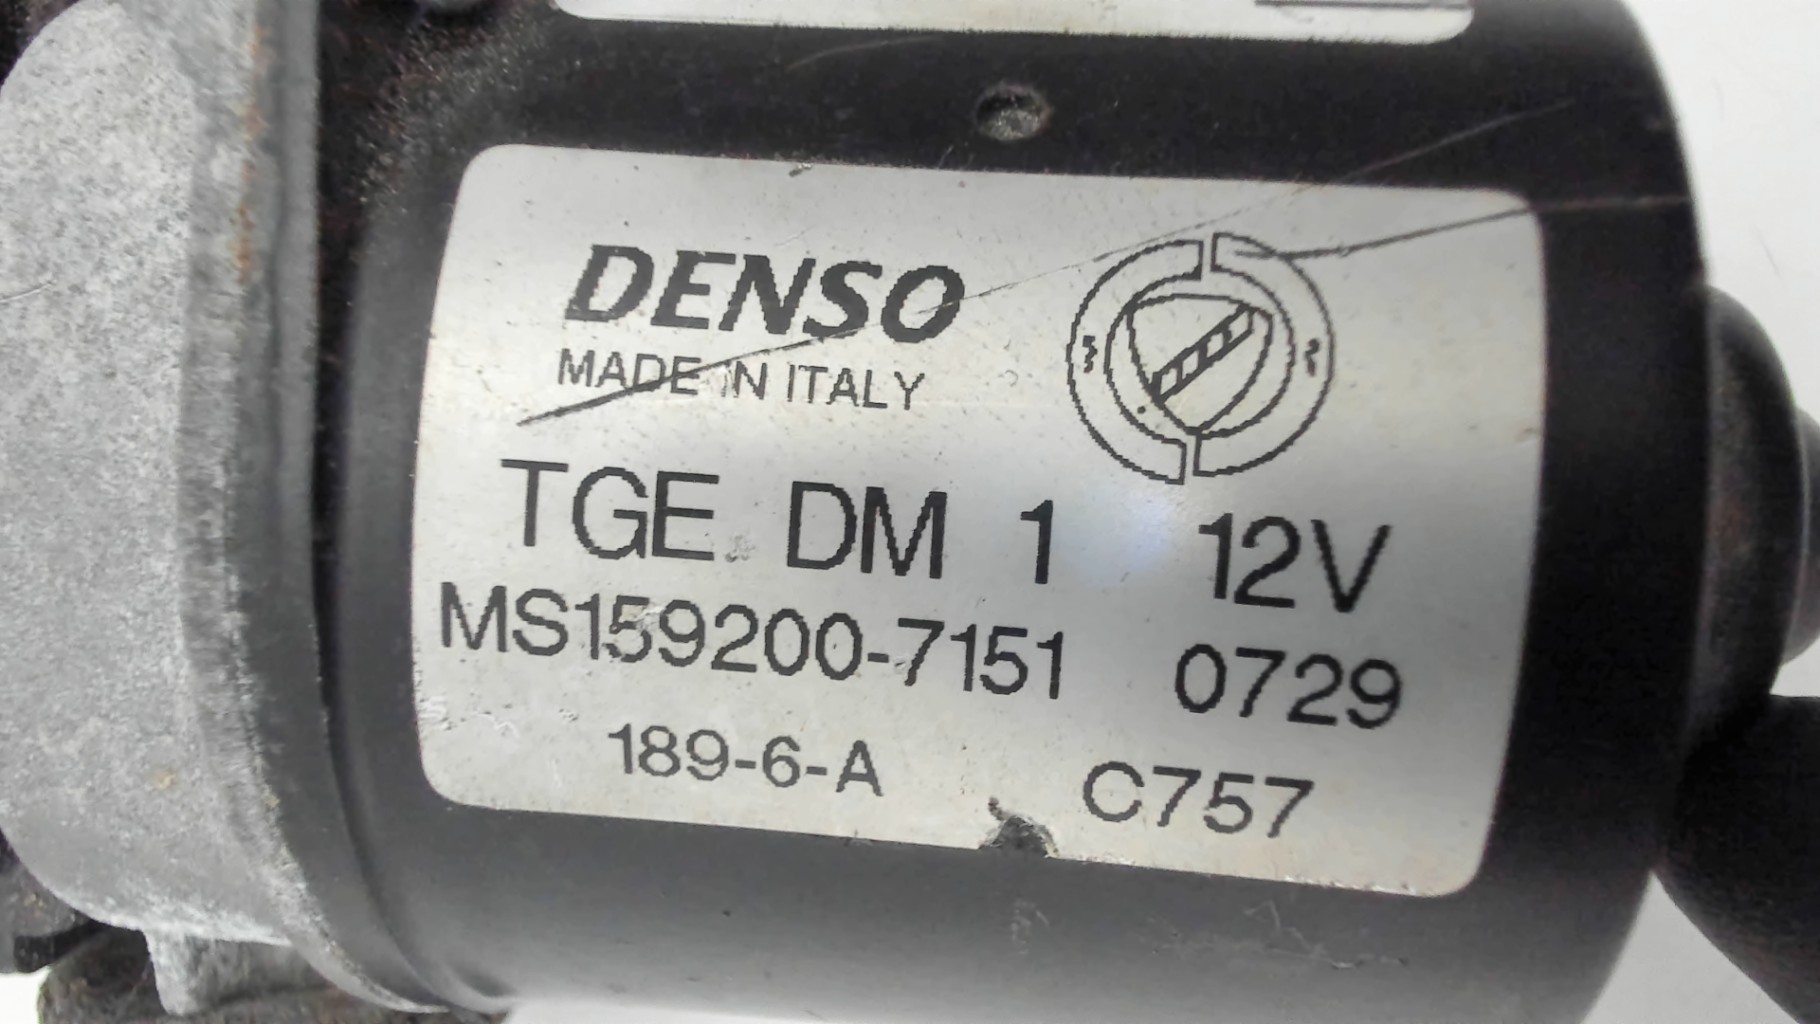 DENSO
MADE IN ITALY
TGE DM 1 12V
MS159200-7151 0729
189-6-A C757